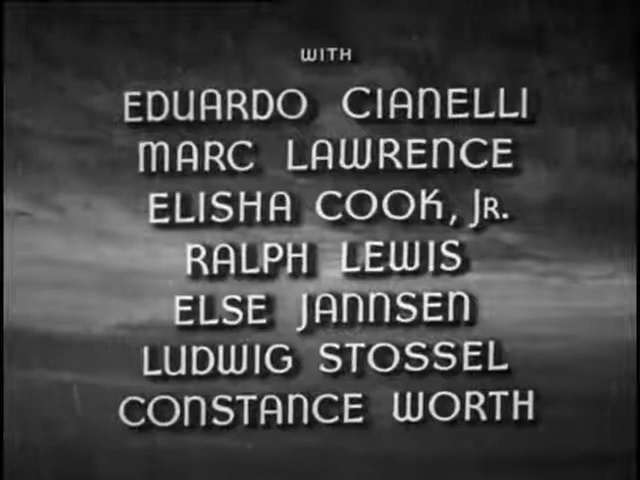 WITH
EDUARDO CIANELLI
MARC LAWRENCE
ELISHA COOK, JR.
RALPH LEWIS
ELSE JANNSEN
LUDWIG STOSSEL
CONSTANCE WORTH